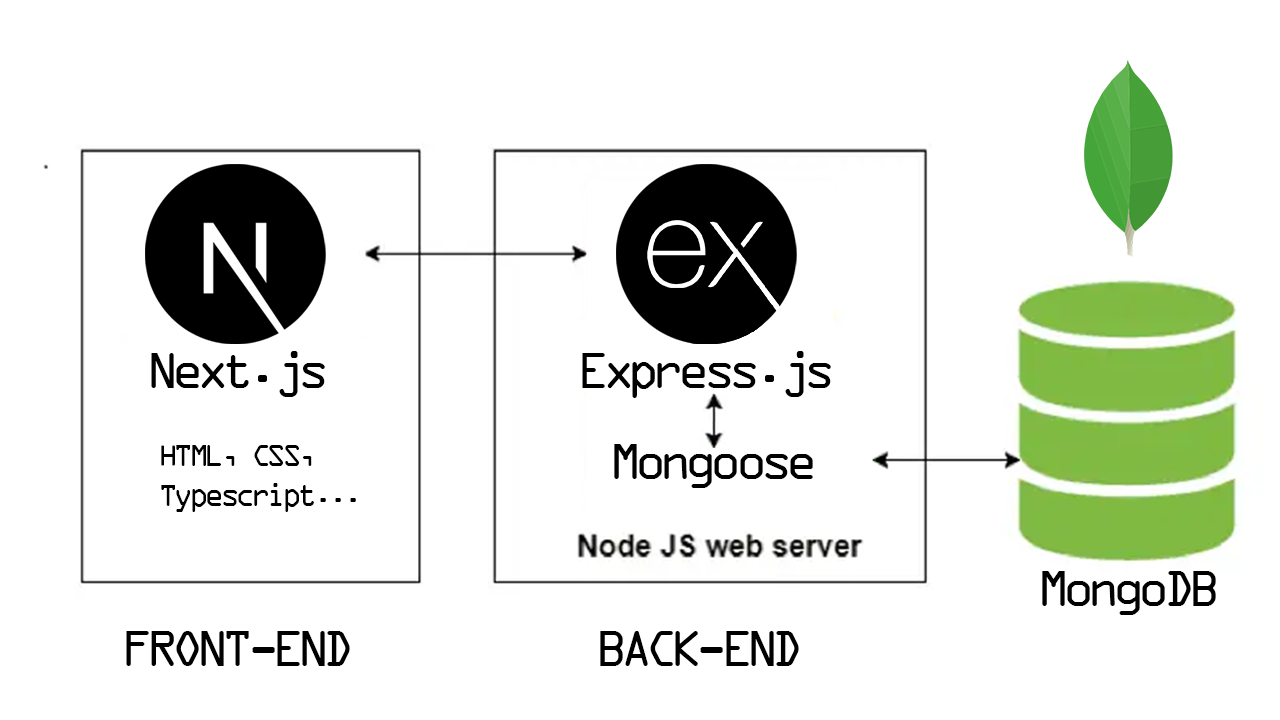 N
Next.js
HTML, CSS,
Typescript...
FRONT-END
ex
Express.js
Mongoose
Node JS web server
BACK-END
MongoDB